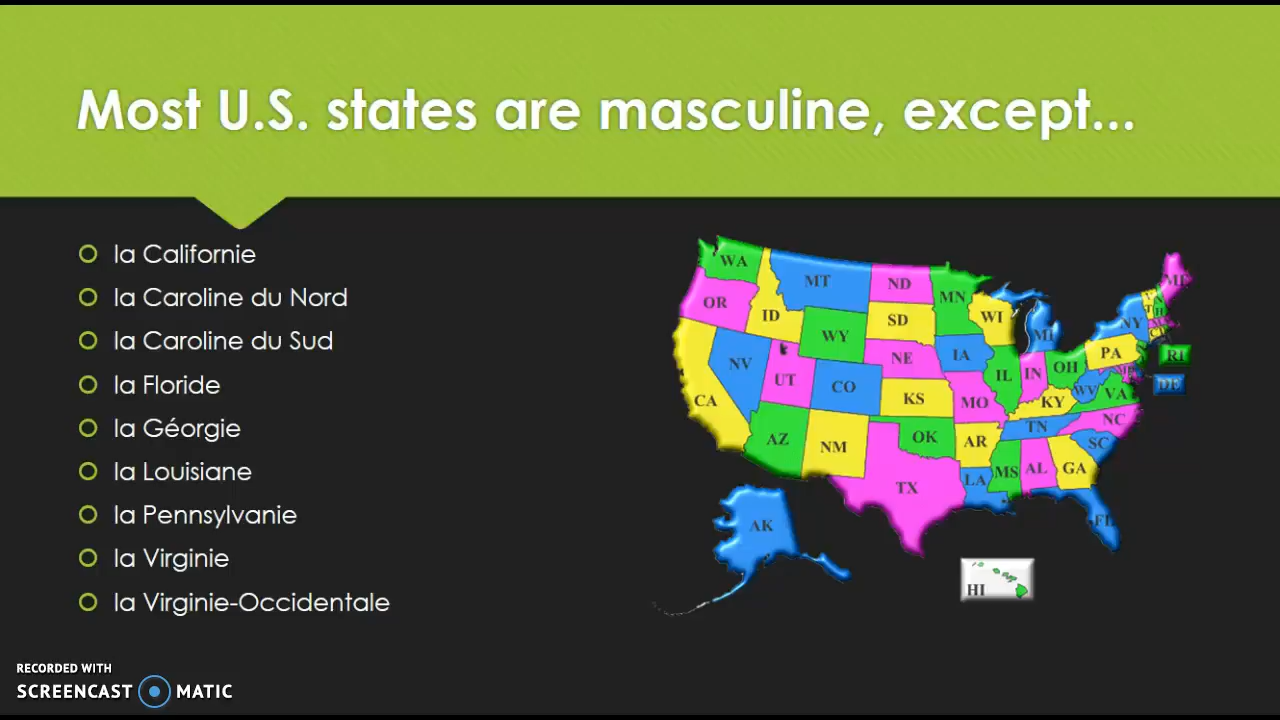 Most U.S. states are masculine, except...
la Californie
la Caroline du Nord
la Caroline du Sud
la Floride
la Géorgie
la Louisiane
la Pennsylvanie
la Virginie
la Virginie-Occidentale
WA
MT
ND
MN
OR
ID
SD
WI
MI
NY
WY
NV
UT
CO
NE
IA
IL
IN
OH
PA
RI
CA
KS
MO
KY
WV
VA
AZ
NM
OK
AR
TN
NC
SC
TX
LA
MS
AL
GA
AK
FL
HI
RECORDED WITH
SCREENCAST MATIC